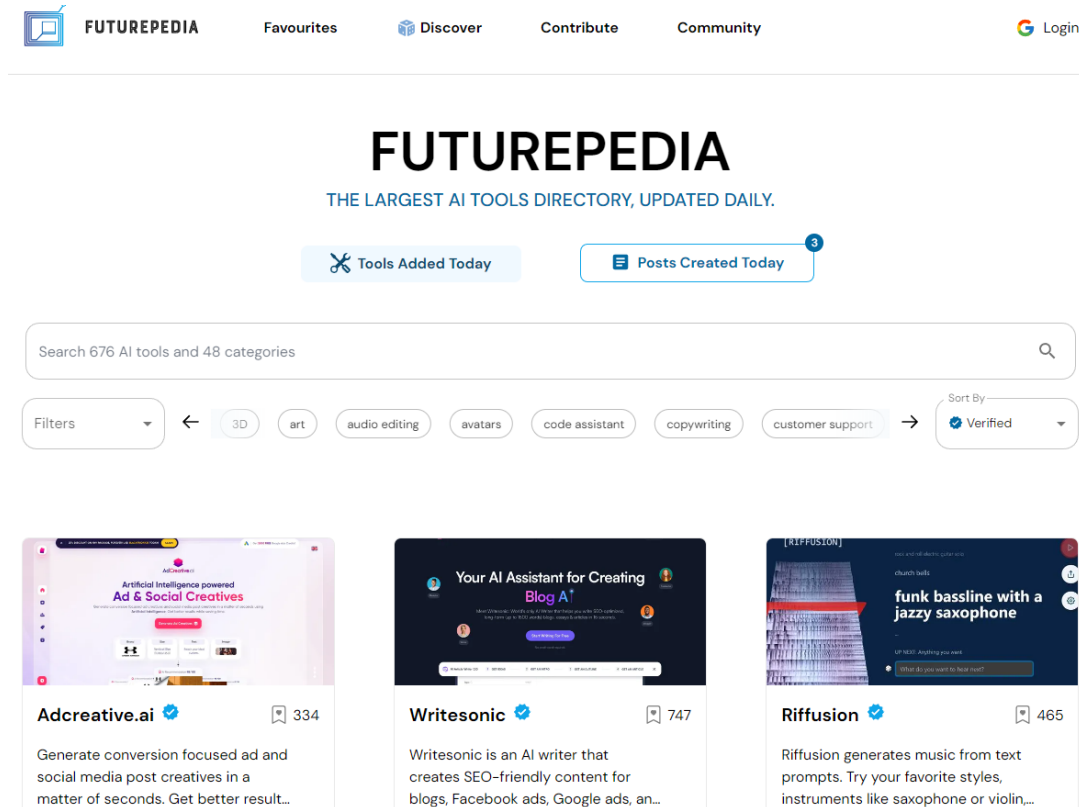 FUTUREPEDIA
Favourites
Discover
Contribute
Community
Login
FUTUREPEDIA
THE LARGEST AI TOOLS DIRECTORY, UPDATED DAILY.
Tools Added Today
Posts Created Today
3
Search 676 AI tools and 48 categories
Filters
3D
art
audio editing
avatars
code assistant
copywriting
customer support
Sort By
Verified
AdCreative.ai
Artificial Intelligence powered
Ad & Social Creatives
Your AI Assistant for Creating
Blog
Start Writing For Free
[RIFFUSION]
church bells
funk bassline with a
jazzy saxophone
UP NEXT: Anything you want
What do you want to hear next?
Adcreative.ai
334
Generate conversion focused ad and
social media post creatives in a
matter of seconds. Get better result...
Writesonic
747
Writesonic is an AI writer that
creates SEO-friendly content for
blogs, Facebook ads, Google ads, an...
Riffusion
465
Riffusion generates music from text
prompts. Try your favorite styles,
instruments like saxophone or violin,...